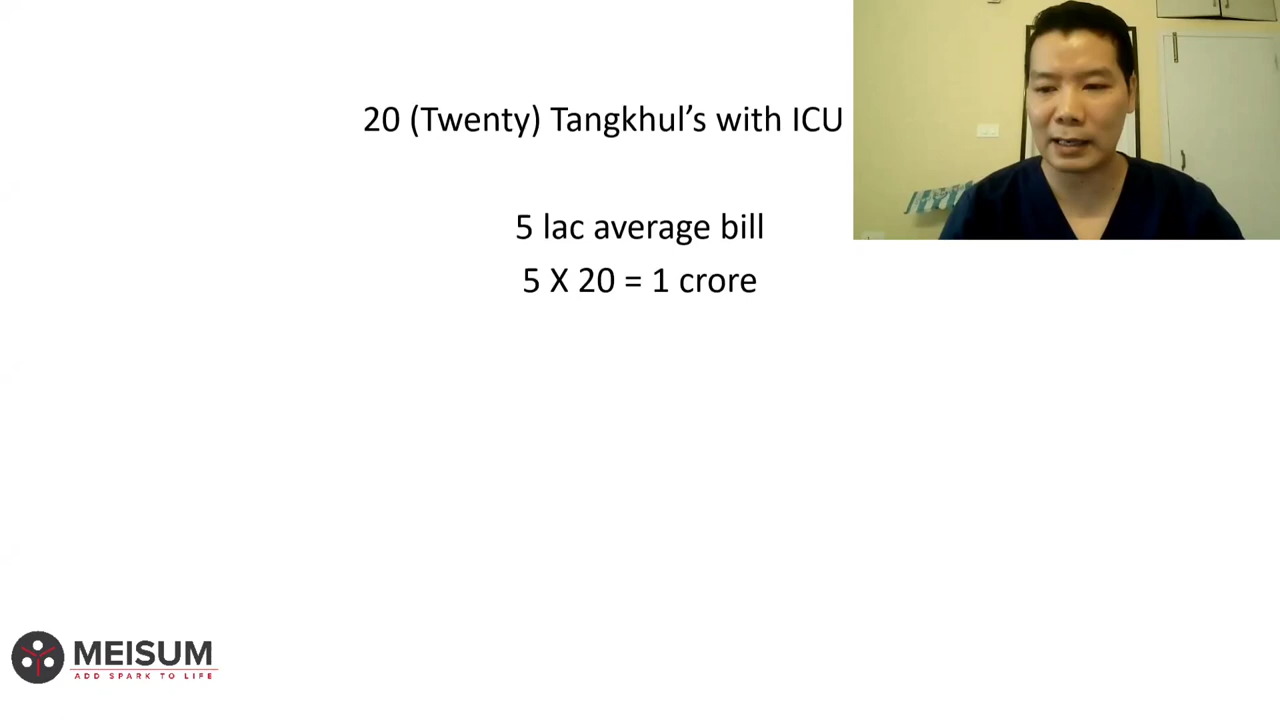 20 (Twenty) Tangkhul’s with ICU
5 lac average bill
5 X 20 = 1 crore
MEISUM
ADD SPARK TO LIFE